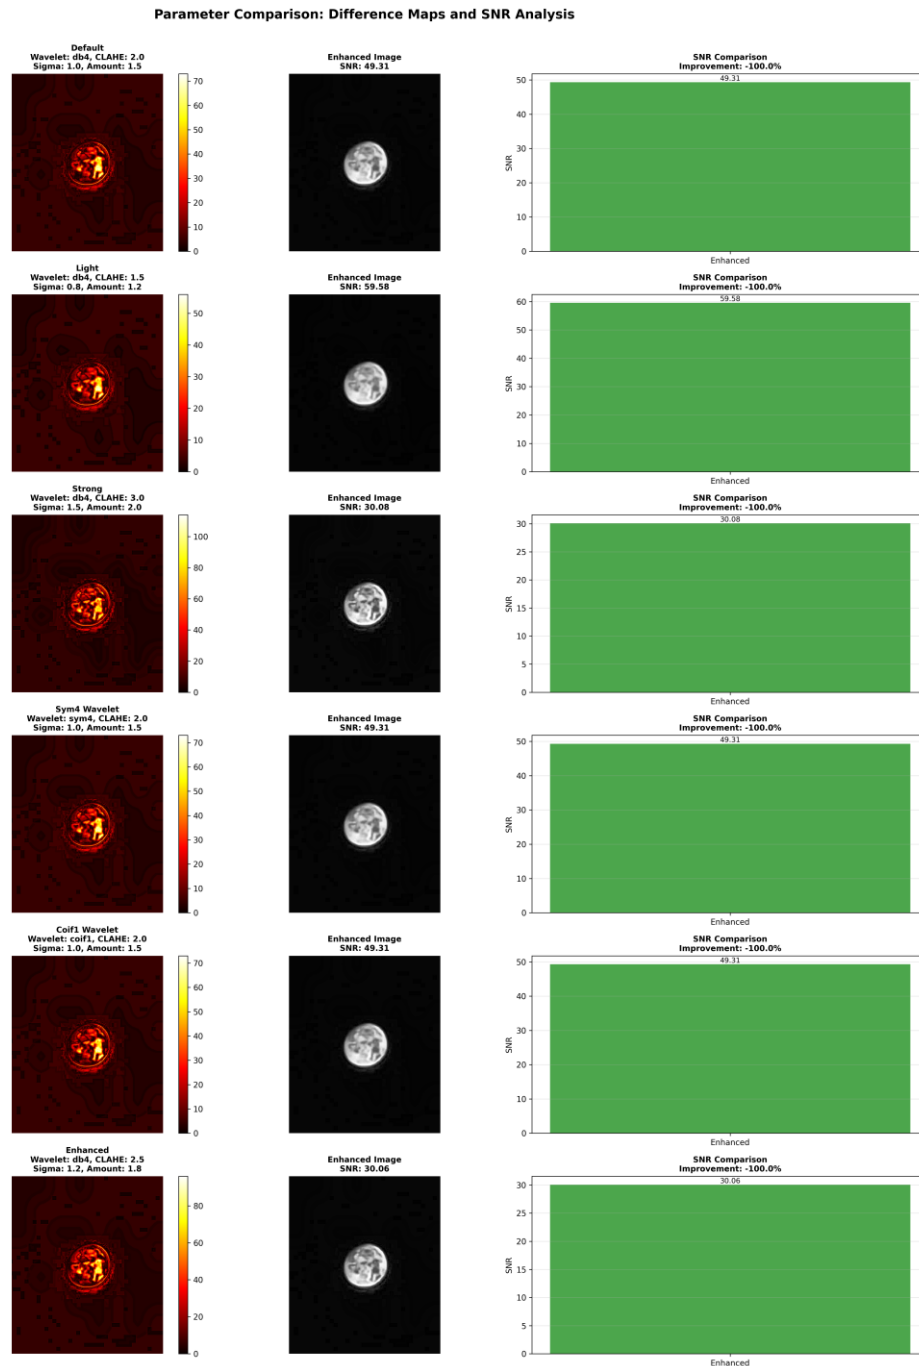 Parameter Comparison: Difference Maps and SNR Analysis
Default
Wavelet: db4, CLAHE: 2.0
Sigma: 1.0, Amount: 1.5
70
60
50
40
30
20
10
0
Enhanced Image
SNR: 49.31
SNR Comparison
Improvement: -100.0%
49.31
50
40
30
20
10
0
SNR
Enhanced
Light
Wavelet: db4, CLAHE: 1.5
Sigma: 0.8, Amount: 1.2
50
40
30
20
10
0
Enhanced Image
SNR: 59.58
SNR Comparison
Improvement: -100.0%
59.58
60
50
40
30
20
10
0
SNR
Enhanced
Strong
Wavelet: db4, CLAHE: 3.0
Sigma: 1.5, Amount: 2.0
100
80
60
40
20
0
Enhanced Image
SNR: 30.08
SNR Comparison
Improvement: -100.0%
30.08
30
25
20
15
10
5
0
SNR
Enhanced
Sym4 Wavelet
Wavelet: sym4, CLAHE: 2.0
Sigma: 1.0, Amount: 1.5
70
60
50
40
30
20
10
0
Enhanced Image
SNR: 49.31
SNR Comparison
Improvement: -100.0%
49.31
50
40
30
20
10
0
SNR
Enhanced
Coif1 Wavelet
Wavelet: coif1, CLAHE: 2.0
Sigma: 1.0, Amount: 1.5
70
60
50
40
30
20
10
0
Enhanced Image
SNR: 49.31
SNR Comparison
Improvement: -100.0%
49.31
50
40
30
20
10
0
SNR
Enhanced
Enhanced
Wavelet: db4, CLAHE: 2.5
Sigma: 1.2, Amount: 1.8
80
60
40
20
0
Enhanced Image
SNR: 30.06
SNR Comparison
Improvement: -100.0%
30.06
30
25
20
15
10
5
0
SNR
Enhanced